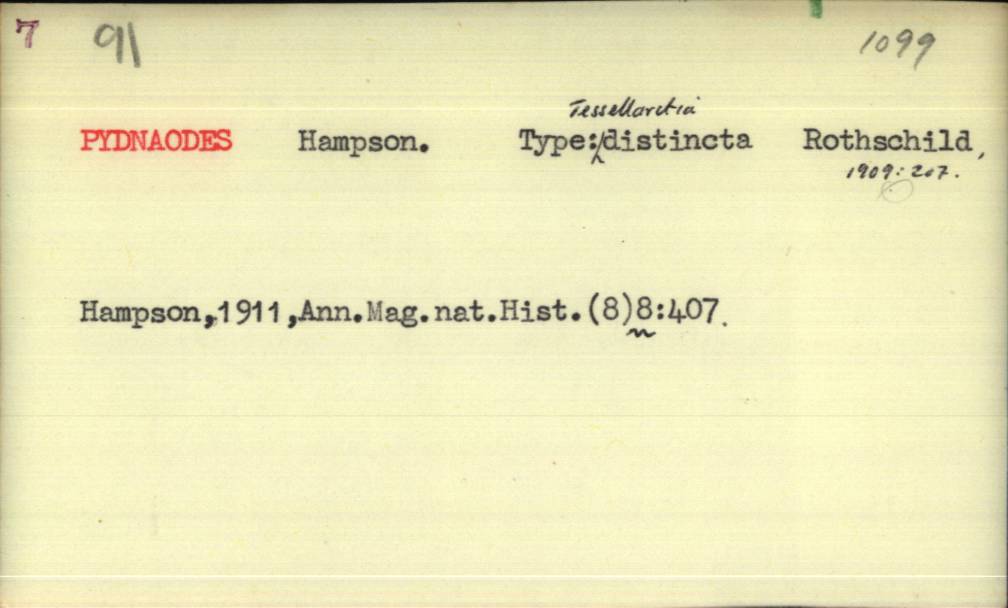 7 91 1099
Tessellarctia
PYDNAODES Hampson. Type:distincta Rothschild,
1909:207.
Hampson,1911,Ann.Mag.nat.Hist.(8)8:407.